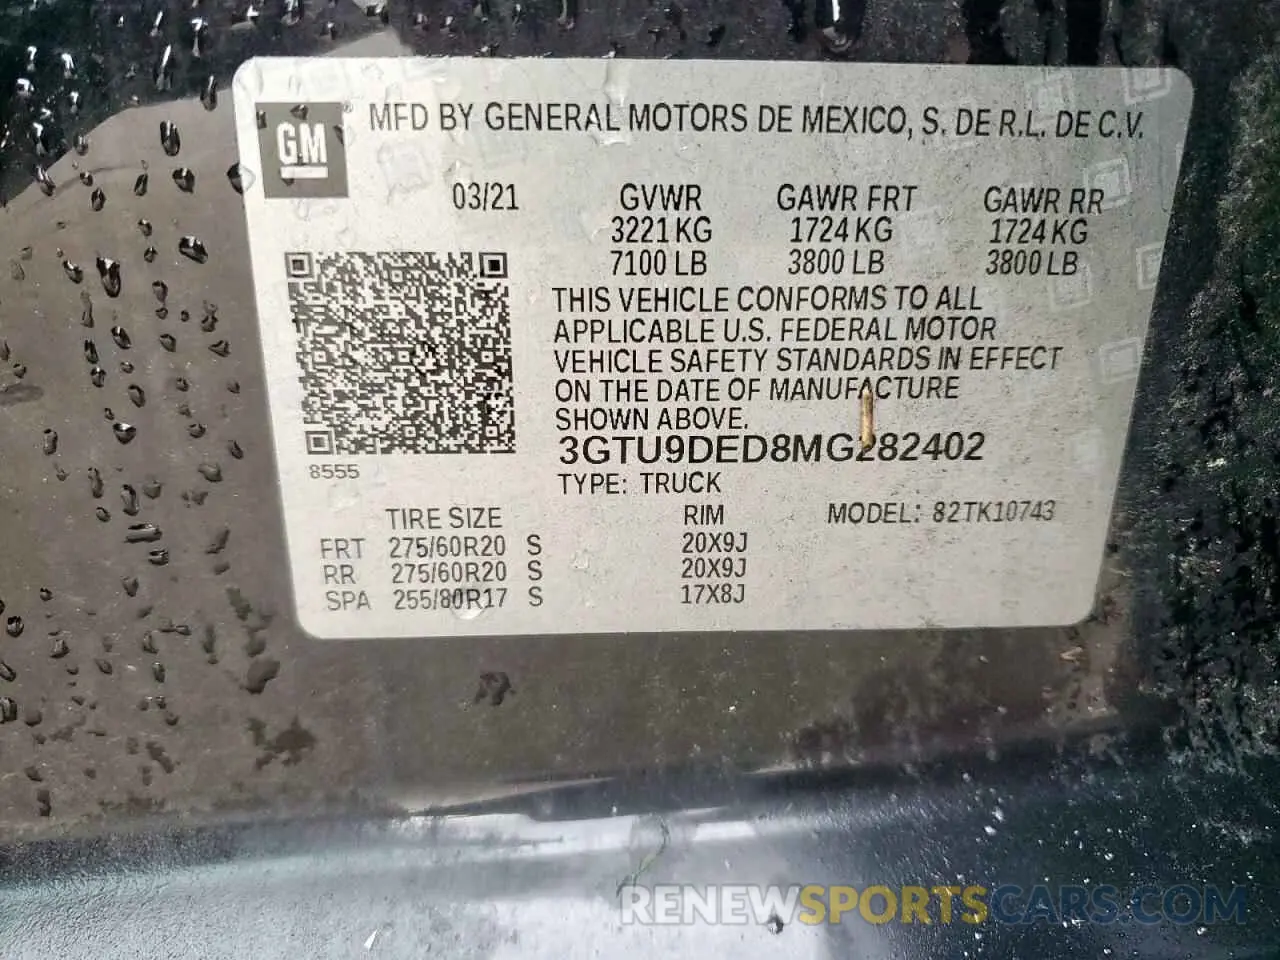 GM ® MFD BY GENERAL MOTORS DE MEXICO, S. DE R.L. DE C.V.
03/21 GVWR GAWR FRT GAWR RR
3221 KG 1724 KG 1724 KG
7100 LB 3800 LB 3800 LB
THIS VEHICLE CONFORMS TO ALL
APPLICABLE U.S. FEDERAL MOTOR
VEHICLE SAFETY STANDARDS IN EFFECT
ON THE DATE OF MANUFACTURE
SHOWN ABOVE.
3GTU9DED8MG282402
8555
TYPE: TRUCK
TIRE SIZE RIM MODEL: 82TK10743
FRT 275/60R20 S 20X9J
RR 275/60R20 S 20X9J
SPA 255/80R17 S 17X8J
RENEWSPORTSCARS.COM